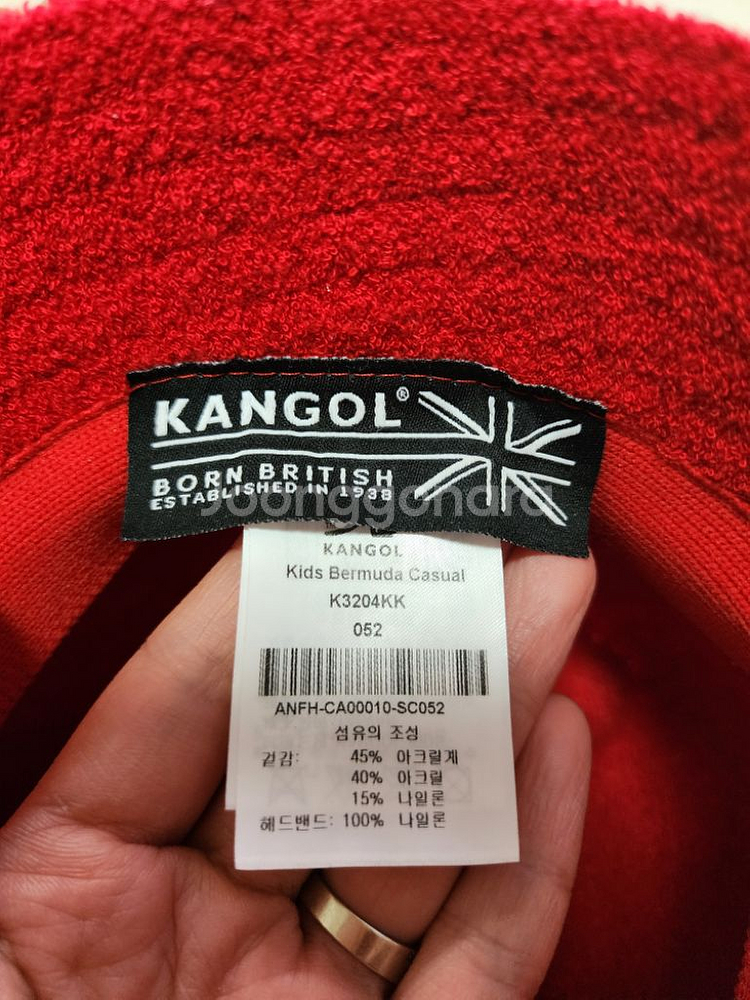 KANGOL®
BORN BRITISH
ESTABLISHED IN 1938
Joonggonara
KANGOL
Kids Bermuda Casual
K3204KK
052
ANFH-CA00010-SC052
섬유의 조성
겉감: 45% 아크릴계
40% 아크릴
15% 나일론
헤드밴드: 100% 나일론